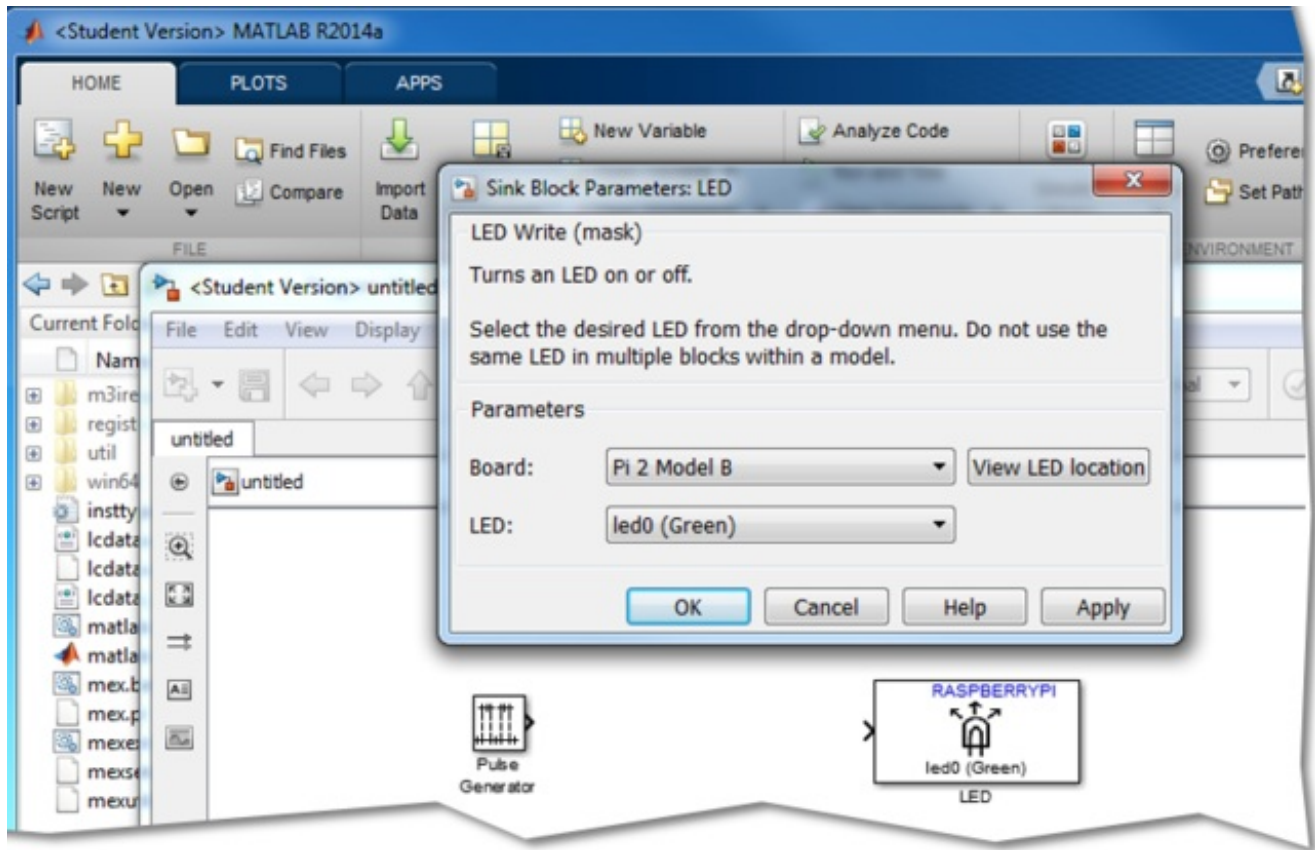 <Student Version> MATLAB R2014a
HOME PLOTS APPS
New Variable Analyze Code
Find Files Prefere
New New Open Compare Import Set Path
Script Data
FILE NVIRONMENT
Sink Block Parameters: LED
LED Write (mask)
Turns an LED on or off.
Select the desired LED from the drop-down menu. Do not use the
same LED in multiple blocks within a model.
Parameters
Board: Pi 2 Model B View LED location
LED: led0 (Green)
OK Cancel Help Apply
<Student Version> untitled
File Edit View Display
untitled
untitled
Current Fold
Nam
m3ire
regist
util
win64
instty
lcdata
lcdata
lcdata
matla
matla
mex.b
mex.p
mexe
mexse
mexu
Pulse
Generator
RASPBERRYPI
led0 (Green)
LED